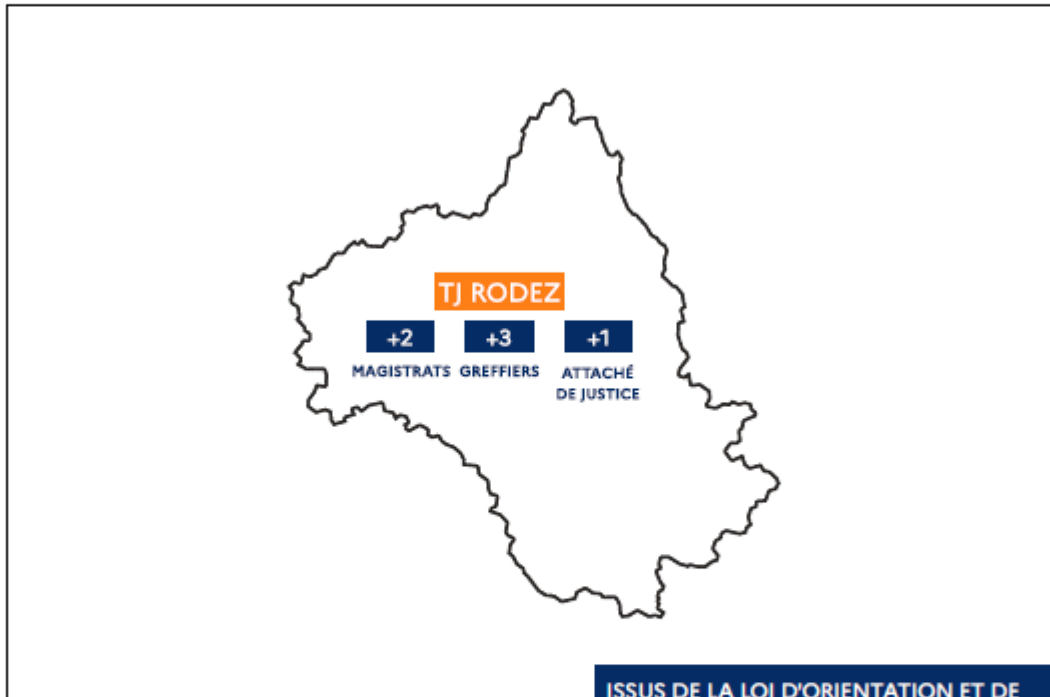 TJ RODEZ
+2 +3 +1
MAGISTRATS GREFFIERS ATTACHÉ
DE JUSTICE
ISSUS DE LA LOI D'ORIENTATION ET DE